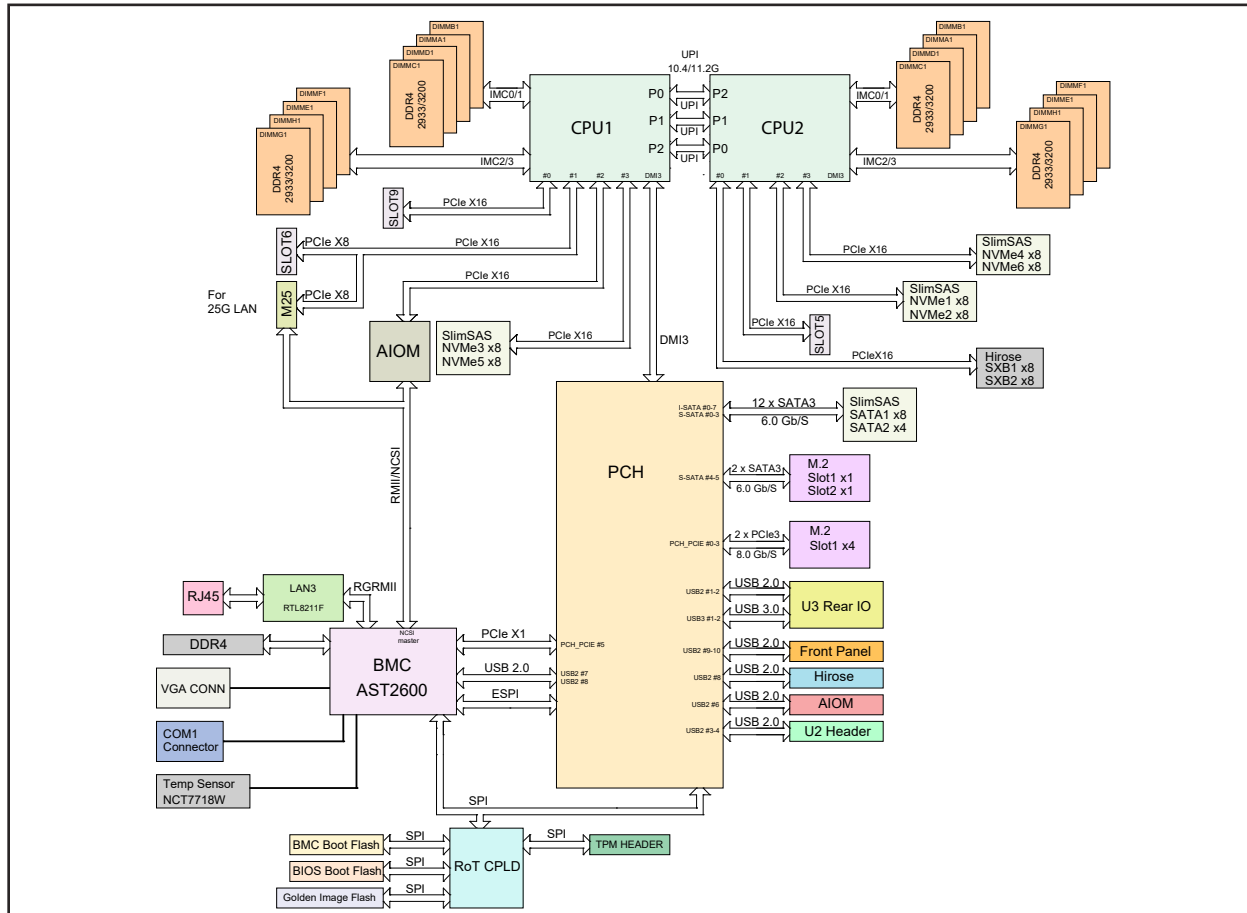 DIMMB1
DIMMA1
DIMMD1
DIMMC1
DDR4
2933/3200
DIMMF1
DIMME1
DIMMH1
DIMMG1
DDR4
2933/3200
IMC0/1
IMC2/3
CPU1
P0
P1
P2
#0
#1
#2
#3
DMI3
UPI
10.4/11.2G
UPI
UPI
UPI
CPU2
P2
P1
P0
#0
#1
#2
#3
DMI3
IMC0/1
IMC2/3
DIMMB1
DIMMA1
DIMMD1
DIMMC1
DDR4
2933/3200
DIMMF1
DIMME1
DIMMH1
DIMMG1
DDR4
2933/3200
SLOT9
PCIe X16
SLOT6
PCIe X8
PCIe X16
For
25G LAN
M25
PCIe X8
PCIe X16
AIOM
SlimSAS
NVMe3 x8
NVMe5 x8
PCIe X16
DMI3
PCIe X16
SlimSAS
NVMe4 x8
NVMe6 x8
PCIe X16
SlimSAS
NVMe1 x8
NVMe2 x8
PCIe X16
SLOT5
PCIeX16
Hirose
SXB1 x8
SXB2 x8
RMII/NCSI
PCH
I-SATA #0-7
S-SATA #0-3
12 x SATA3
6.0 Gb/S
SlimSAS
SATA1 x8
SATA2 x4
S-SATA #4-5
2 x SATA3
6.0 Gb/S
M.2
Slot1 x1
Slot2 x1
PCH_PCIE #0-3
2 x PCIe3
8.0 Gb/S
M.2
Slot1 x4
USB2 #1-2
USB 2.0
USB3 #1-2
USB 3.0
U3 Rear IO
USB2 #9-10
USB 2.0
Front Panel
USB2 #8
USB 2.0
Hirose
USB2 #6
USB 2.0
AIOM
USB2 #3-4
USB 2.0
U2 Header
RJ45
LAN3
RTL8211F
RGRMII
DDR4
VGA CONN
COM1
Connector
Temp Sensor
NCT7718W
NCSI
master
BMC
AST2600
PCIe X1
PCH_PCIE #5
USB 2.0
USB2 #7
USB2 #8
ESPI
SPI
BMC Boot Flash
SPI
BIOS Boot Flash
SPI
Golden Image Flash
SPI
RoT CPLD
SPI
TPM HEADER